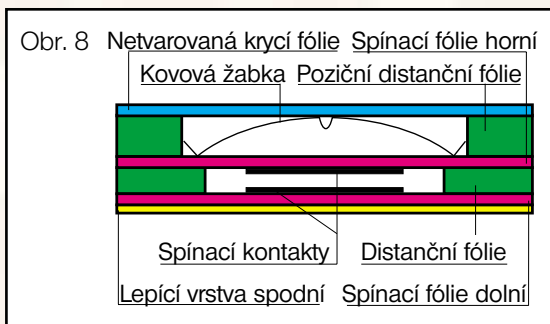 Obr. 8 Netvarovaná krycí fólie Spínací fólie horní
Kovová žabka Poziční distanční fólie
Spínací kontakty Distanční fólie
Lepící vrstva spodní Spínací fólie dolní